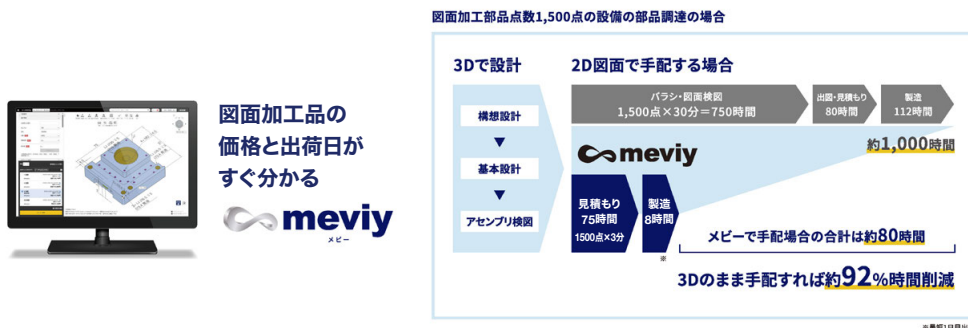 図面加工品の
価格と出荷日が
すぐ分かる
meviy
メビー
図面加工部品点数1,500点の設備の部品調達の場合
3Dで設計
構想設計
基本設計
アセンブリ検図
2D図面で手配する場合
バラシ・図面検図
1,500点×30分=750時間
出図・見積もり
80時間
製造
112時間
約1,000時間
meviy
見積もり
75時間
1500点×3分
製造
8時間
※
メビーで手配場合の合計は約80時間
3Dのまま手配すれば約92%時間削減